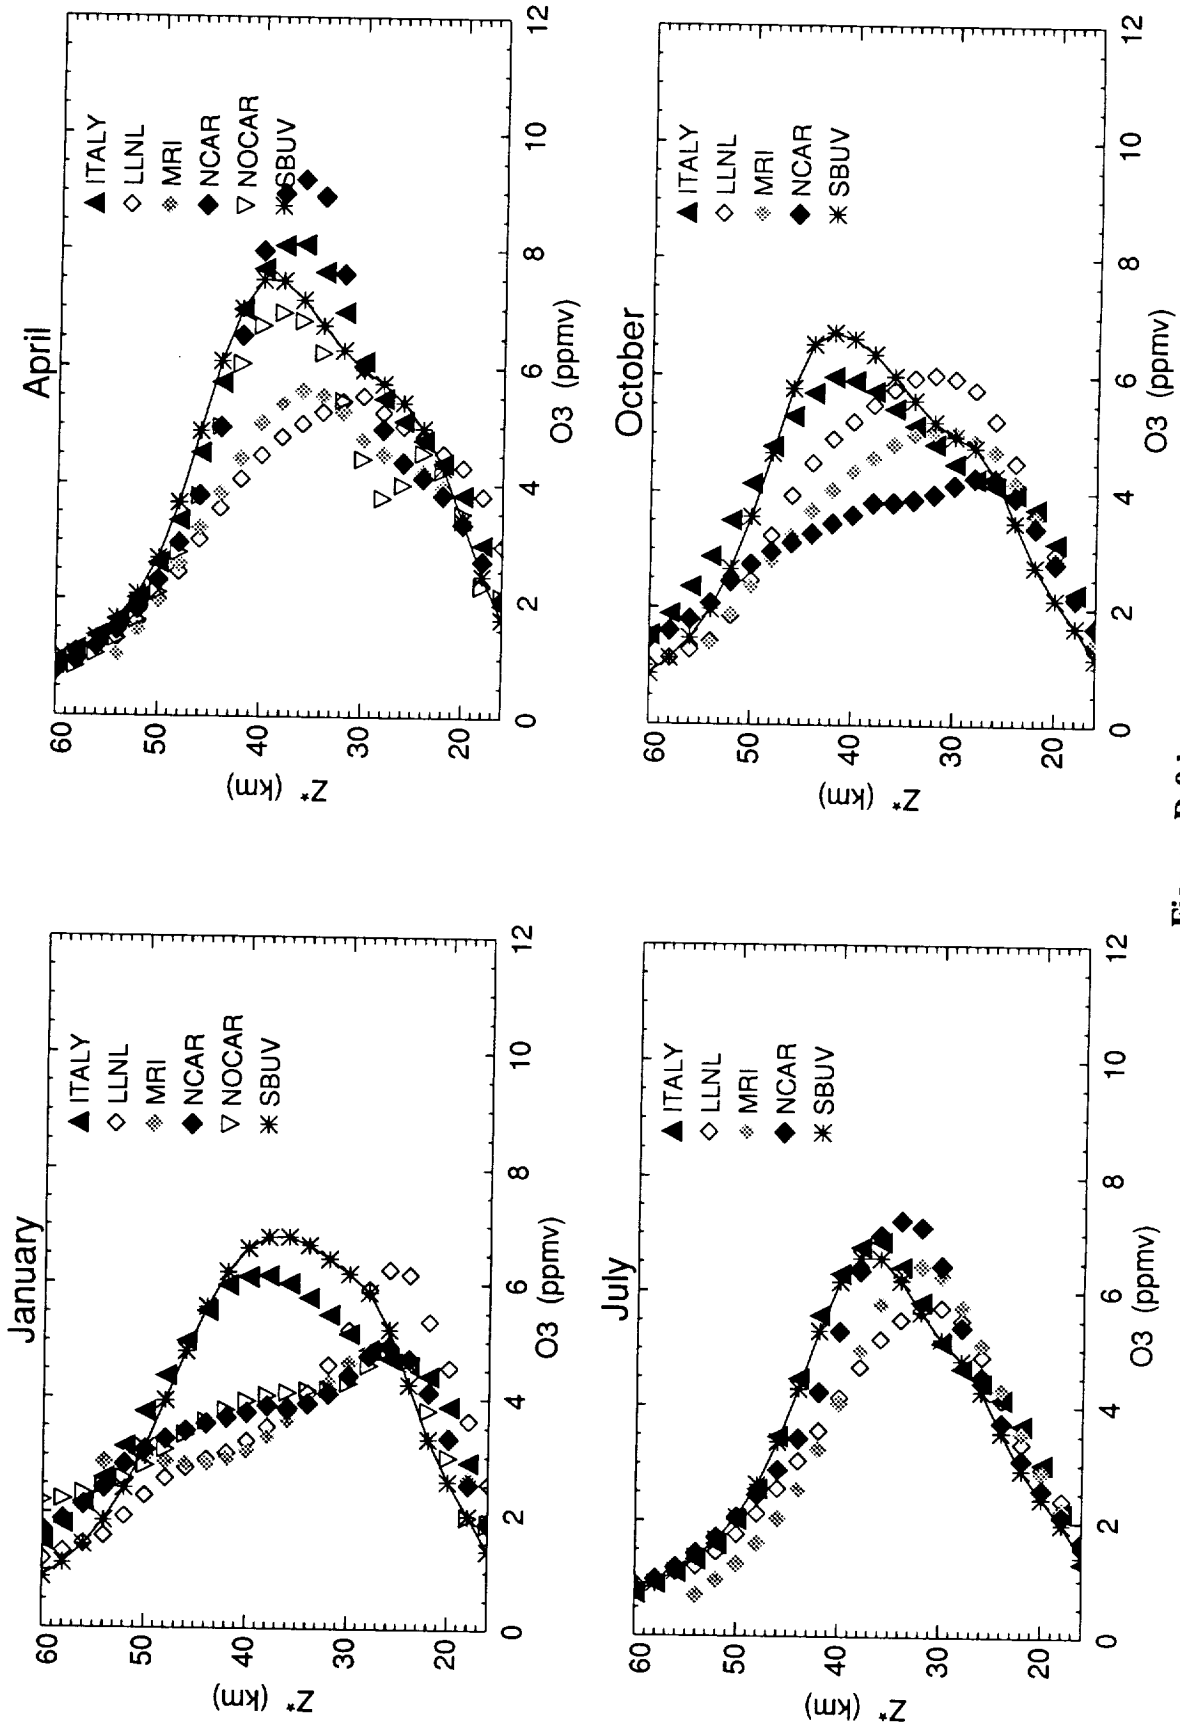 January
ITALY
LLNL
MRI
NCAR
NOCAR
SBUV
60
50
40
30
20
Z* (km)
0 2 4 6 8 10 12
O3 (ppmv)
April
ITALY
LLNL
MRI
NCAR
NOCAR
SBUV
60
50
40
30
20
Z* (km)
0 2 4 6 8 10 12
O3 (ppmv)
July
ITALY
LLNL
MRI
NCAR
SBUV
60
50
40
30
20
Z* (km)
0 2 4 6 8 10 12
O3 (ppmv)
October
ITALY
LLNL
MRI
NCAR
SBUV
60
50
40
30
20
Z* (km)
0 2 4 6 8 10 12
O3 (ppmv)